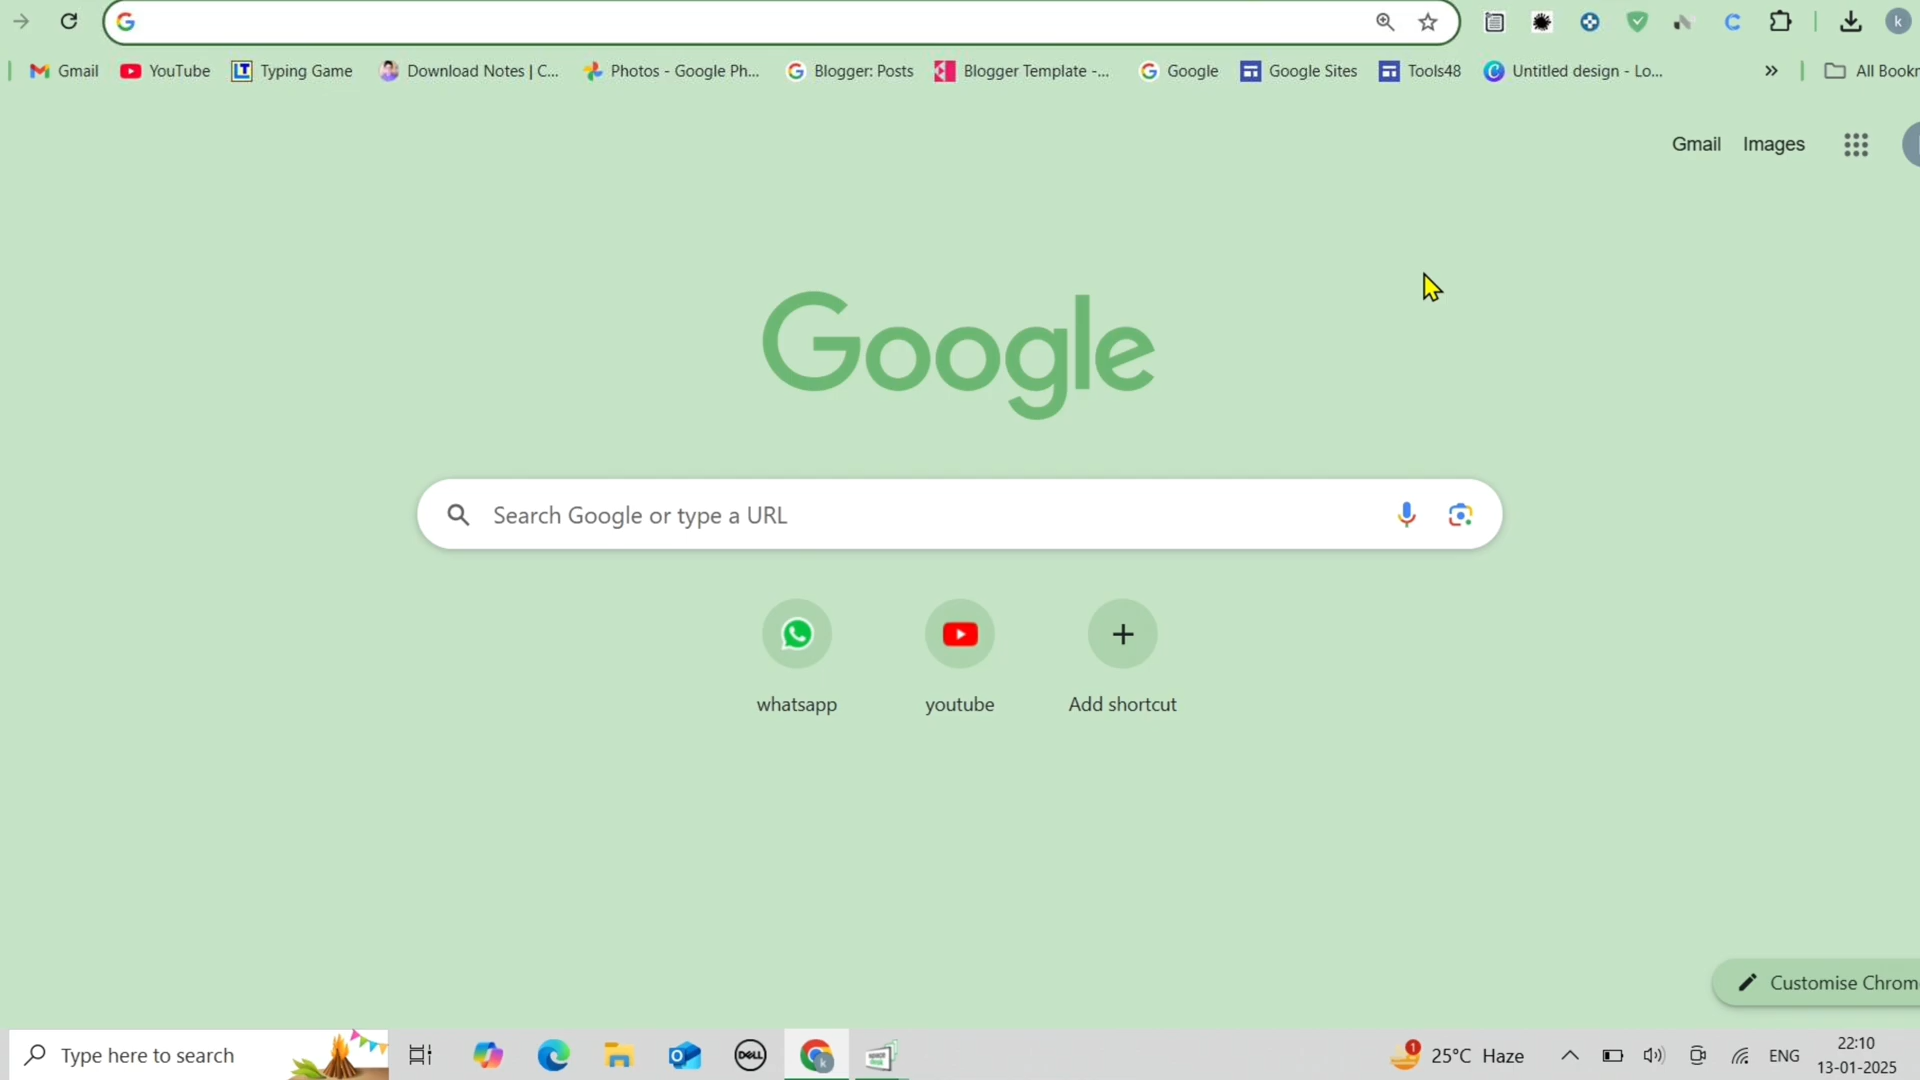 Gmail YouTube Typing Game Download Notes | C... Photos - Google Ph... Blogger: Posts Blogger Template -... Google Google Sites Tools48 Untitled design - Lo... » All Bookr
Gmail Images
Google
Search Google or type a URL
whatsapp youtube Add shortcut
Customise Chrom
Type here to search DELL 1 25°C Haze ENG 22:10
13-01-2025